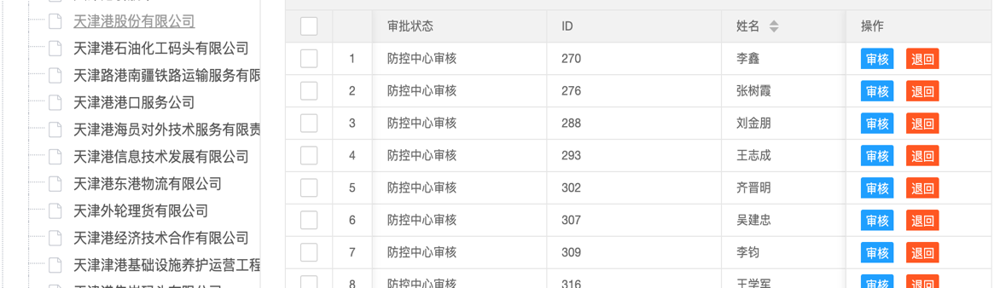 天津港股份有限公司
天津港石油化工码头有限公司
天津路港南疆铁路运输服务有限
天津港港口服务公司
天津港海员对外技术服务有限责
天津港信息技术发展有限公司
天津港东港物流有限公司
天津外轮理货有限公司
天津港经济技术合作有限公司
天津津港基础设施养护运营工程
审批状态 ID 姓名 操作
1 防控中心审核 270 李鑫 审核 退回
2 防控中心审核 276 张树霞 审核 退回
3 防控中心审核 288 刘金朋 审核 退回
4 防控中心审核 293 王志成 审核 退回
5 防控中心审核 302 齐晋明 审核 退回
6 防控中心审核 307 吴建忠 审核 退回
7 防控中心审核 309 李钧 审核 退回
8 防控中心审核 316 王学军 审核 退回